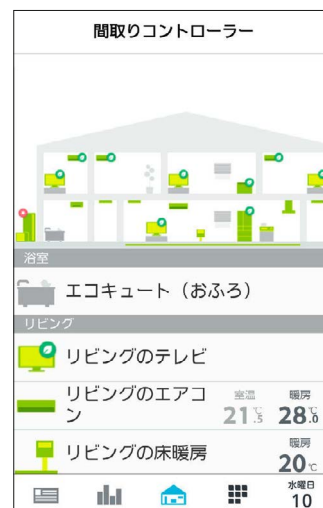 間取りコントローラー
浴室
エコキュート（おふろ）
リビング
リビングのテレビ
リビングのエアコ
ン
室温
21℃.5
暖房
28℃.0
リビングの床暖房
暖房
20℃
水曜日
10